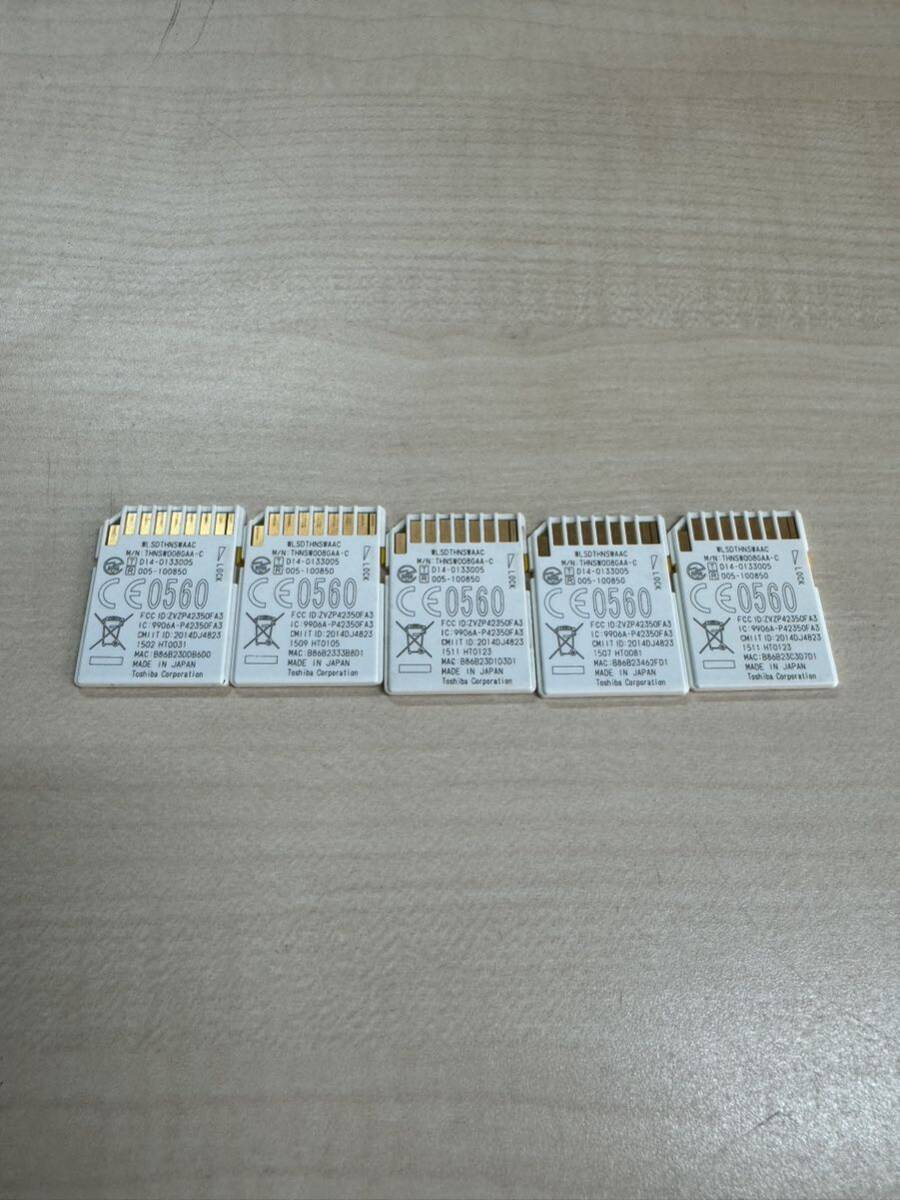 WLSDTHNSWAAC
M/N:THNSW008GAA-C
T D14-0133005
R 005-100850
LOCK
CE0560
FCC ID:ZVZP42350FA3
IC:9906A-P42350FA3
CMIIT ID:2014DJ4823
1502 HT0031
MAC:B86B23D0B6D0
MADE IN JAPAN
Toshiba Corporation
WLSDTHNSWAAC
M/N:THNSW008GAA-C
T D14-0133005
R 005-100850
LOCK
CE0560
FCC ID:ZVZP42350FA3
IC:9906A-P42350FA3
CMIIT ID:2014DJ4823
1509 HT0105
MAC:B86B2333B8D1
MADE IN JAPAN
Toshiba Corporation
WLSDTHNSWAAC
M/N:THNSW008GAA-C
T D14-0133005
R 005-100850
LOCK
CE0560
FCC ID:ZVZP42350FA3
IC:9906A-P42350FA3
CMIIT ID:2014DJ4823
1511 HT0123
MAC:B86B23D103D1
MADE IN JAPAN
Toshiba Corporation
WLSDTHNSWAAC
M/N:THNSW008GAA-C
T D14-0133005
R 005-100850
LOCK
CE0560
FCC ID:ZVZP42350FA3
IC:9906A-P42350FA3
CMIIT ID:2014DJ4823
1507 HT0081
MAC:B86B23462FD1
MADE IN JAPAN
Toshiba Corporation
WLSDTHNSWAAC
M/N:THNSW008GAA-C
T D14-0133005
R 005-100850
LOCK
CE0560
FCC ID:ZVZP42350FA3
IC:9906A-P42350FA3
CMIIT ID:2014DJ4823
1511 HT0123
MAC:B86B23C3D7D1
MADE IN JAPAN
Toshiba Corporation